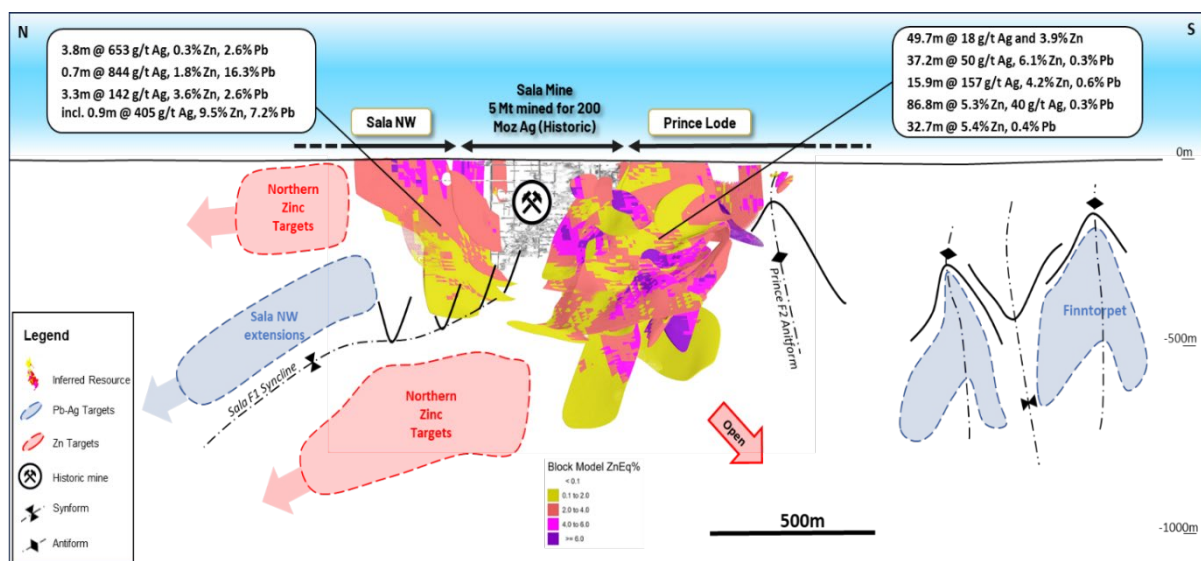 N
S
3.8m @ 653 g/t Ag, 0.3% Zn, 2.6% Pb
0.7m @ 844 g/t Ag, 1.8% Zn, 16.3% Pb
3.3m @ 142 g/t Ag, 3.6% Zn, 2.6% Pb
incl. 0.9m @ 405 g/t Ag, 9.5% Zn, 7.2% Pb
49.7m @ 18 g/t Ag and 3.9% Zn
37.2m @ 50 g/t Ag, 6.1% Zn, 0.3% Pb
15.9m @ 157 g/t Ag, 4.2% Zn, 0.6% Pb
86.8m @ 5.3% Zn, 40 g/t Ag, 0.3% Pb
32.7m @ 5.4% Zn, 0.4% Pb
Sala Mine
5 Mt mined for 200
Moz Ag (Historic)
Sala NW
Prince Lode
0m
Northern
Zinc
Targets
Sala NW
extensions
Sala F1 Syncline
Northern
Zinc
Targets
Prince F2 Anitform
Finntorpet
Open
-500m
-1000m
500m
Legend
Inferred Resource
Pb-Ag Targets
Zn Targets
Historic mine
Synform
Antiform
Block Model ZnEq%
< 0.1
0.1 to 2.0
2.0 to 4.0
4.0 to 6.0
>= 6.0